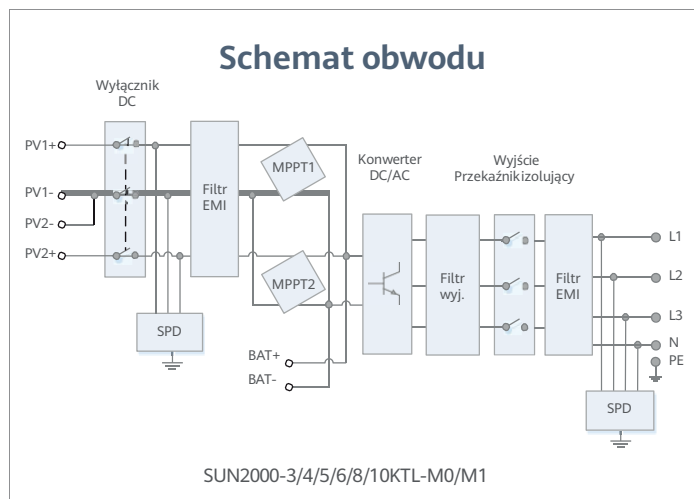 Schemat obwodu
Wyłącznik
DC
PV1+
PV1-
PV2-
PV2+
Filtr
EMI
SPD
MPPT1
MPPT2
BAT+
BAT-
Konwerter
DC/AC
Filtr
wyj.
Wyjście
Przekaźnikizolujący
Filtr
EMI
L1
L2
L3
N
PE
SPD
SUN2000-3/4/5/6/8/10KTL-M0/M1